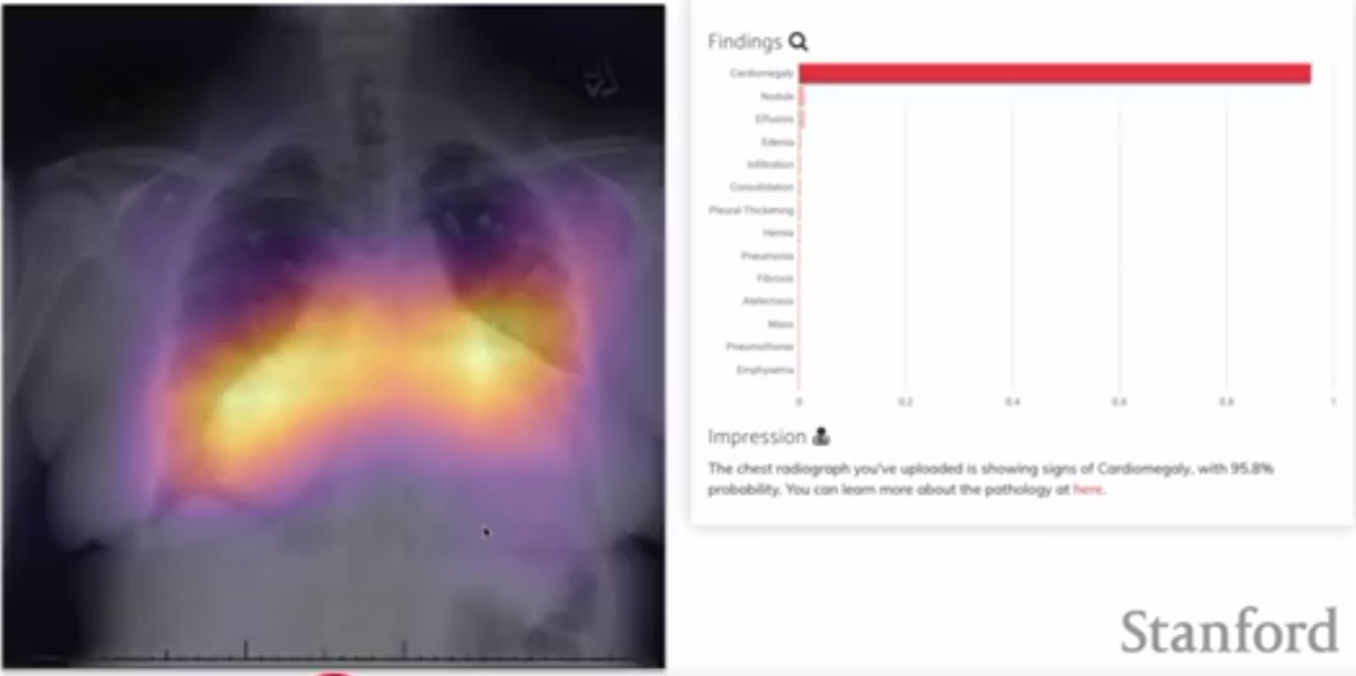 Findings
Cardiomegaly
Nodule
Effusion
Edema
Infiltration
Consolidation
Pleural-Thickening
Hernia
Pneumonia
Fibrosis
Atelectasis
Mass
Pneumothorax
Emphysema
0 0.2 0.4 0.6 0.8 1
Impression
The chest radiograph you've uploaded is showing signs of Cardiomegaly, with 95.8%
probability. You can learn more about the pathology at here.
Stanford